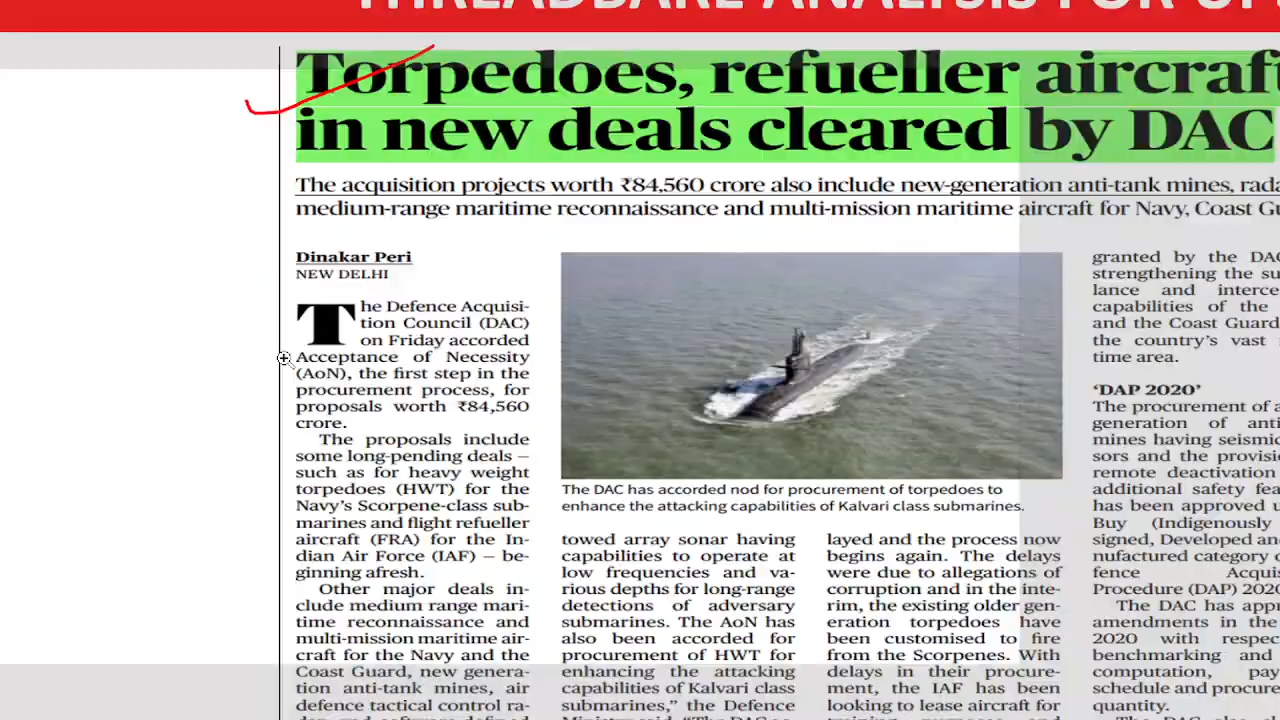 THREADBARE ANALYSIS FOR
Torpedoes, refueller aircraft
in new deals cleared by DAC
The acquisition projects worth ₹84,560 crore also include new-generation anti-tank mines,
medium-range maritime reconnaissance and multi-mission maritime aircraft for Navy, Coast
Dinakar Peri
NEW DELHI
The Defence Acquisi-
tion Council (DAC)
on Friday accorded
Acceptance of Necessity
(AoN), the first step in the
procurement process, for
proposals worth ₹84,560
crore.
The proposals include
some long-pending deals –
such as for heavy weight
torpedoes (HWT) for the
Navy's Scorpene-class sub-
marines and flight refueller
aircraft (FRA) for the In-
dian Air Force (IAF) – be-
ginning afresh.
Other major deals in-
clude medium range mari-
time reconnaissance and
multi-mission maritime air-
craft for the Navy and the
Coast Guard, new genera-
tion anti-tank mines, air
defence tactical control ra-
The DAC has accorded nod for procurement of torpedoes to
enhance the attacking capabilities of Kalvari class submarines.
towed array sonar having
capabilities to operate at
low frequencies and va-
rious depths for long-range
detections of adversary
submarines. The AoN has
also been accorded for
procurement of HWT for
enhancing the attacking
capabilities of Kalvari class
submarines," the Defence
layed and the process now
begins again. The delays
were due to allegations of
corruption and in the inte-
rim, the existing older gen-
eration torpedoes have
been customised to fire
from the Scorpenes. With
delays in their procure-
ment, the IAF has been
looking to lease aircraft for
granted by the DAC
strengthening the su
lance and interce
capabilities of the
and the Coast Guard
the country's vast
time area.
'DAP 2020'
The procurement of a
generation of anti
mines having seismic
sors and the provisi
remote deactivation
additional safety fea
has been approved u
Buy (Indigenously
signed, Developed an
nufactured category
fence Acquis
Procedure (DAP) 2020
The DAC has app
amendments in the
2020 with respec
benchmarking and
computation, pay
schedule and procure
quantity.